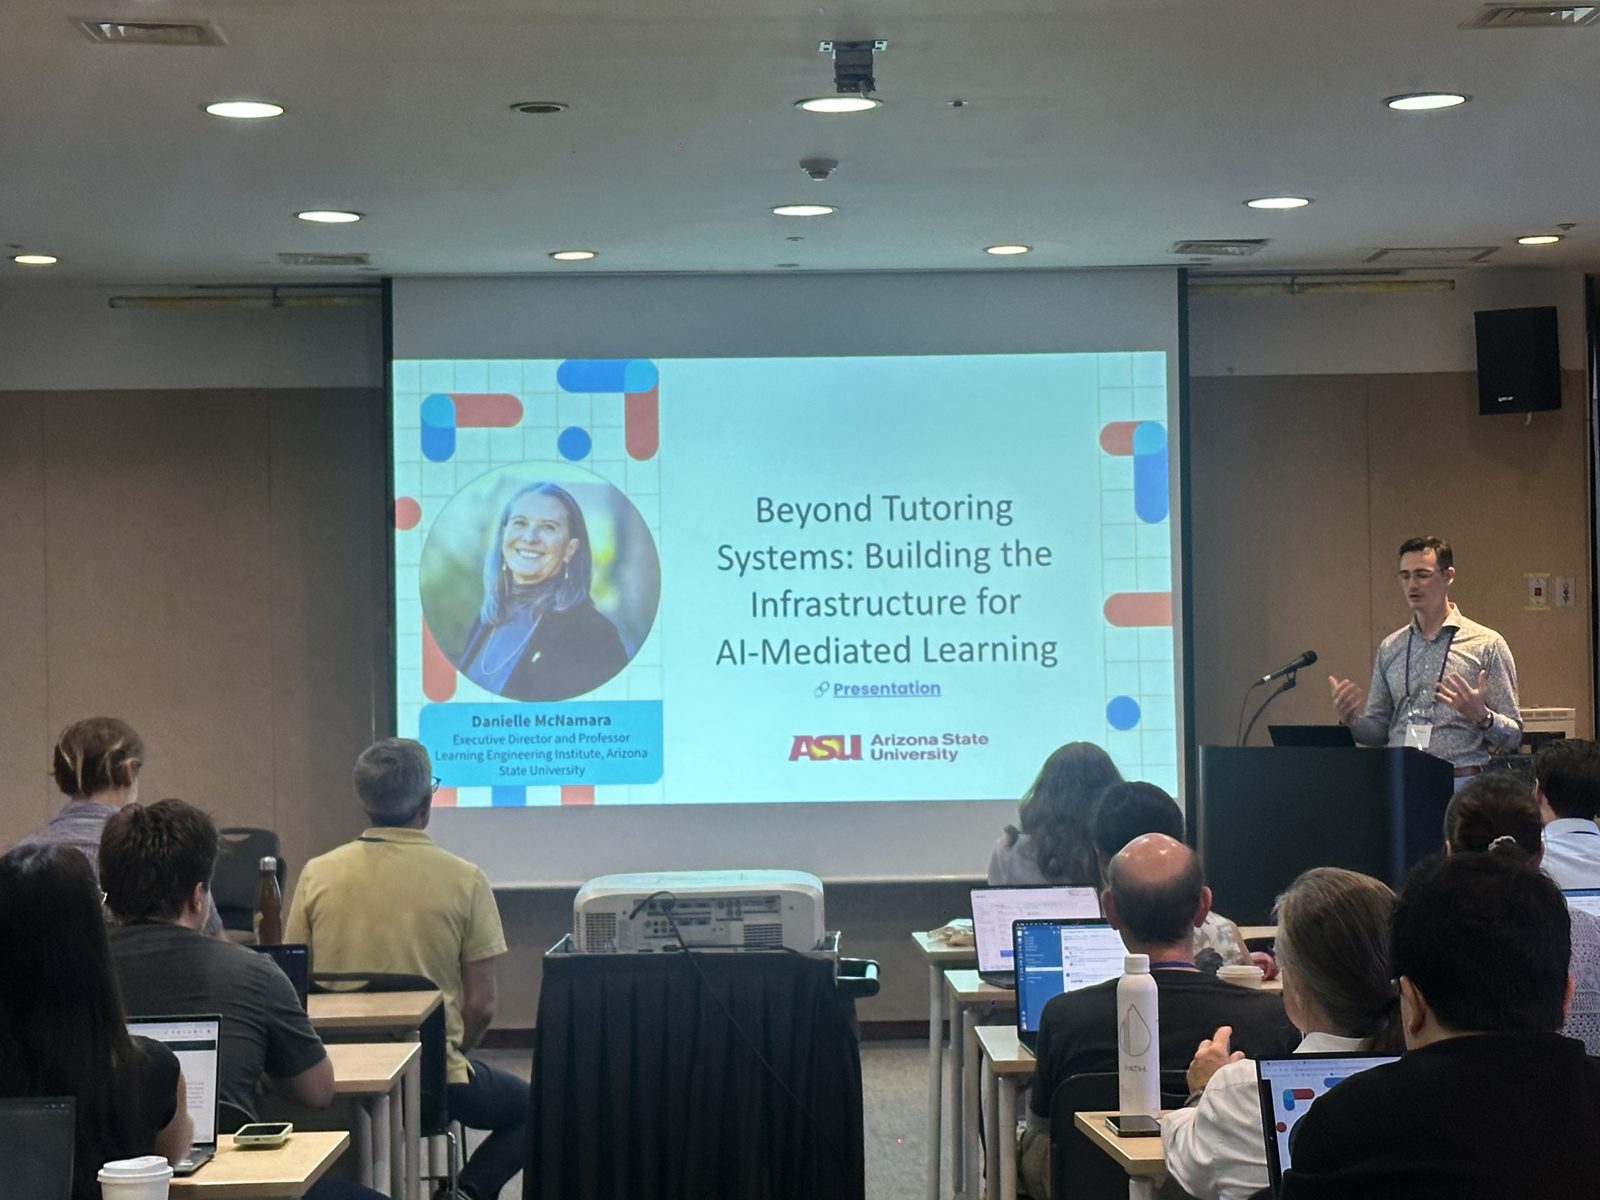 Beyond Tutoring
Systems: Building the
Infrastructure for
AI-Mediated Learning
Presentation
Danielle McNamara
Executive Director and Professor
Learning Engineering Institute, Arizona
State University
ASU Arizona State
University
PATH